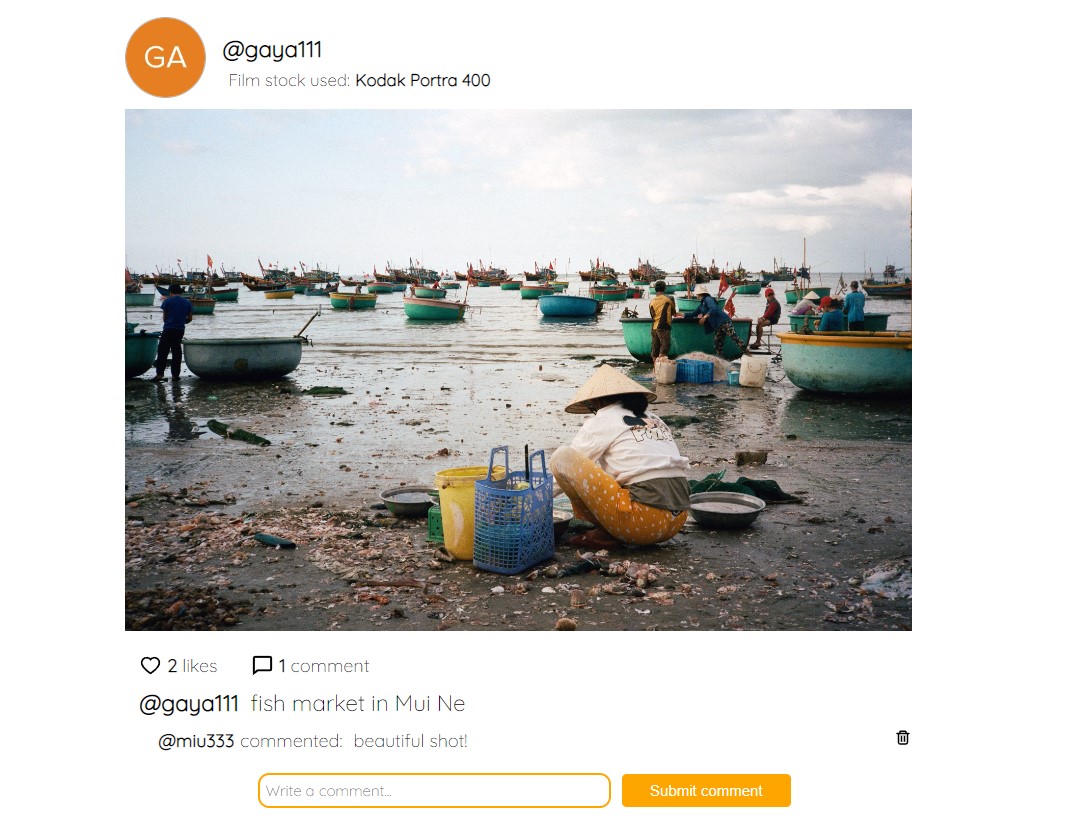 GA
@gaya111
Film stock used: Kodak Portra 400
2 likes 1 comment
@gaya111 fish market in Mui Ne
@miu333 commented: beautiful shot!
Write a comment...
Submit comment